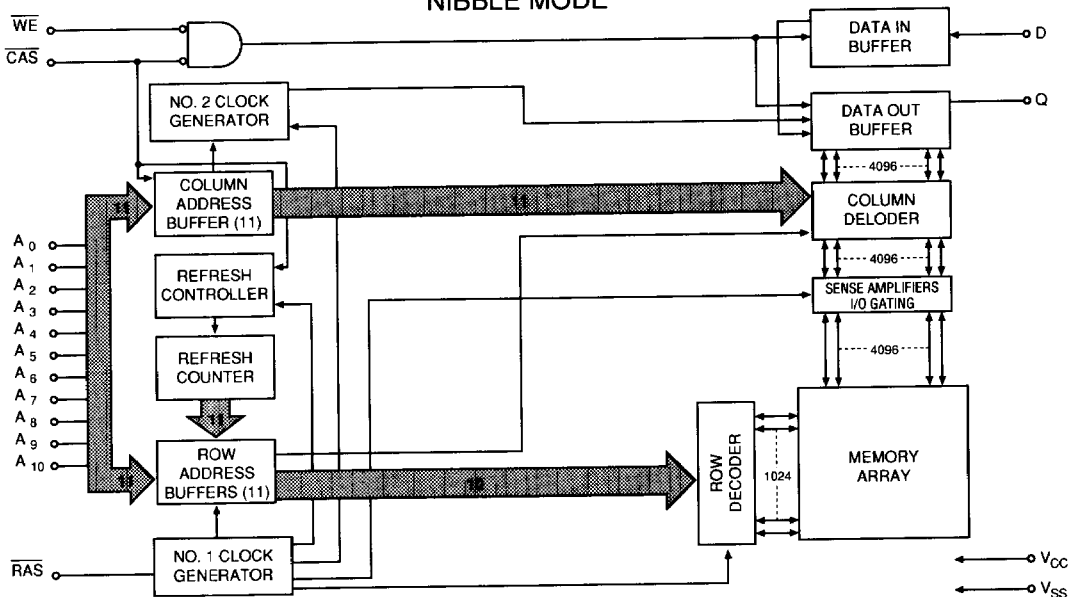 NIBBLE MODE
WE
CAS
DATA IN
BUFFER
D
NO. 2 CLOCK
GENERATOR
DATA OUT
BUFFER
Q
4096
COLUMN
ADDRESS
BUFFER (11)
11
11
COLUMN
DELODER
A0
A1
A2
A3
A4
A5
A6
A7
A8
A9
A10
REFRESH
CONTROLLER
4096
SENSE AMPLIFIERS
I/O GATING
REFRESH
COUNTER
4096
11
ROW
ADDRESS
BUFFERS (11)
11
10
ROW
DECODER
1024
MEMORY
ARRAY
RAS
NO. 1 CLOCK
GENERATOR
VCC
VSS